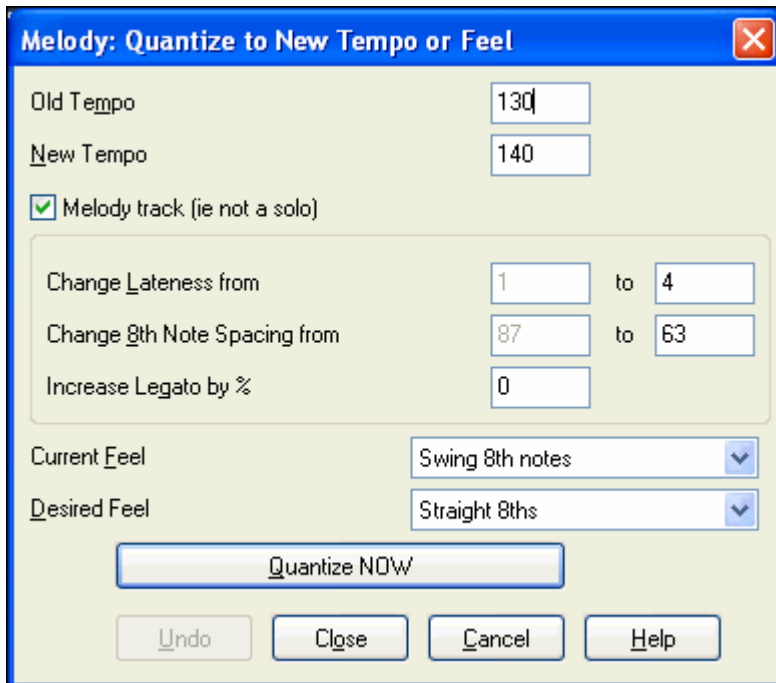 Melody: Quantize to New Tempo or Feel
Old Tempo 130
New Tempo 140
Melody track (ie not a solo)
Change Lateness from 1 to 4
Change 8th Note Spacing from 87 to 63
Increase Legato by % 0
Current Feel Swing 8th notes
Desired Feel Straight 8ths
Quantize NOW
Undo Close Cancel Help